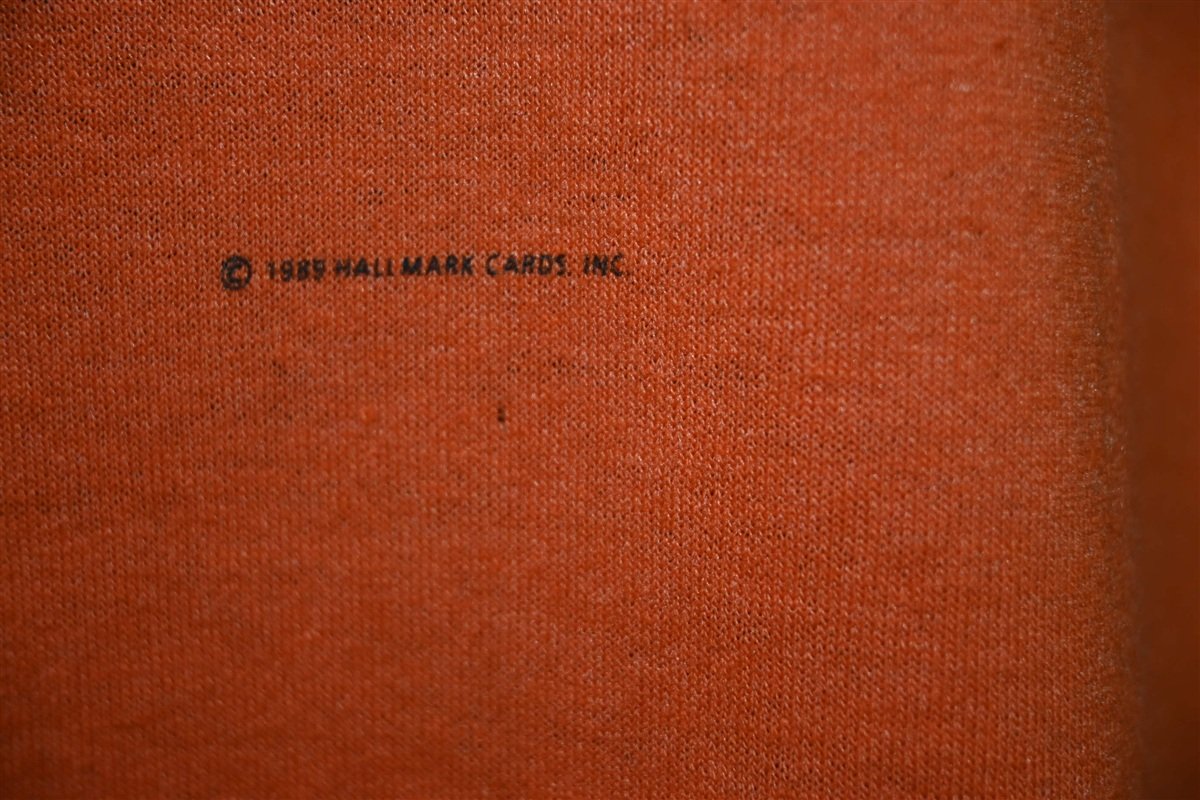 © 1989 HALLMARK CARDS, INC.